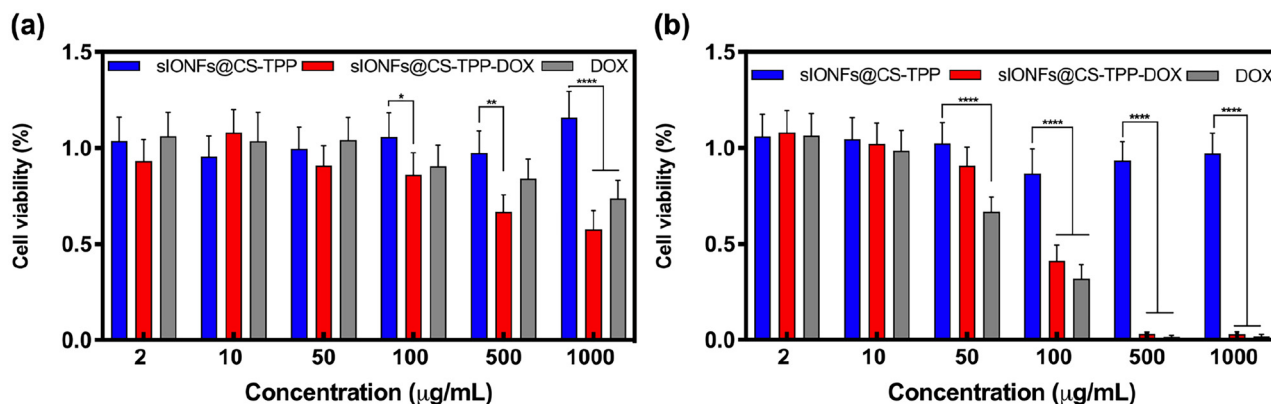 (a)
1.5
sIONFs@CS-TPP sIONFs@CS-TPP-DOX DOX
* ** ****
1.0
0.5
0.0
Cell viability (%)
2 10 50 100 500 1000
Concentration (μg/mL)
(b)
1.5
sIONFs@CS-TPP sIONFs@CS-TPP-DOX DOX
**** **** **** ****
1.0
0.5
0.0
Cell viability (%)
2 10 50 100 500 1000
Concentration (μg/mL)